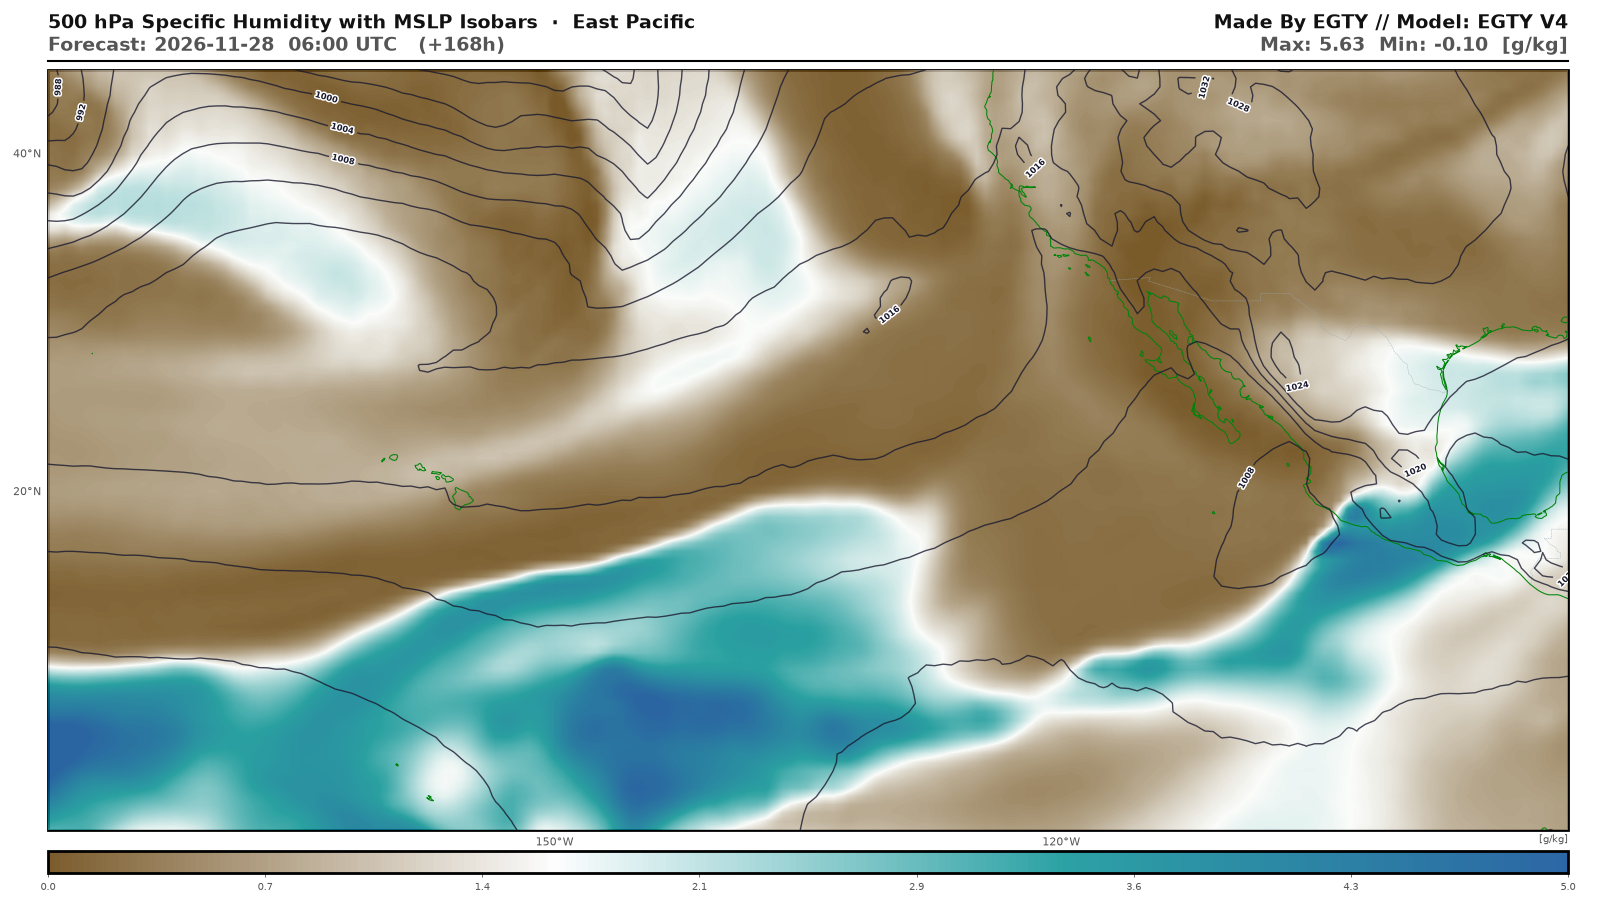 500 hPa Specific Humidity with MSLP Isobars · East Pacific
Made By EGTY // Model: EGTY V4
Forecast: 2026-11-28 06:00 UTC (+168h)
Max: 5.63 Min: -0.10 [g/kg]
988
992
1000
1004
1008
1032
1028
1016
40°N
1016
1024
1020
1008
20°N
150°W
120°W
[g/kg]
0.0
0.7
1.4
2.1
2.9
3.6
4.3
5.0